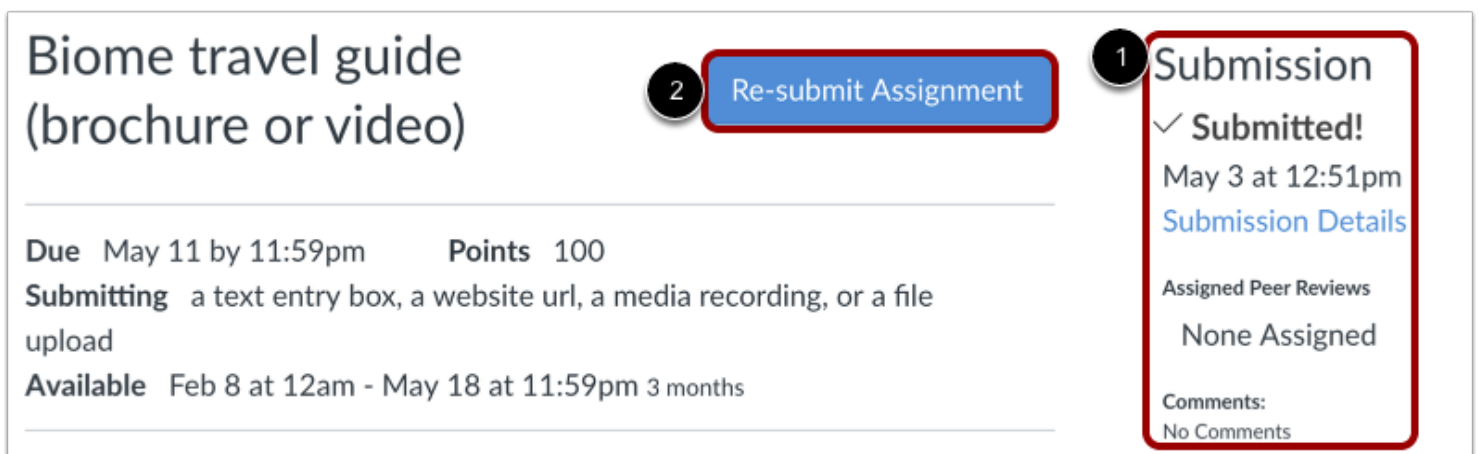 Biome travel guide
(brochure or video)
2
Re-submit Assignment
Due May 11 by 11:59pm Points 100
Submitting a text entry box, a website url, a media recording, or a file
upload
Available Feb 8 at 12am - May 18 at 11:59pm 3 months
1
Submission
✓ Submitted!
May 3 at 12:51pm
Submission Details
Assigned Peer Reviews
None Assigned
Comments:
No Comments